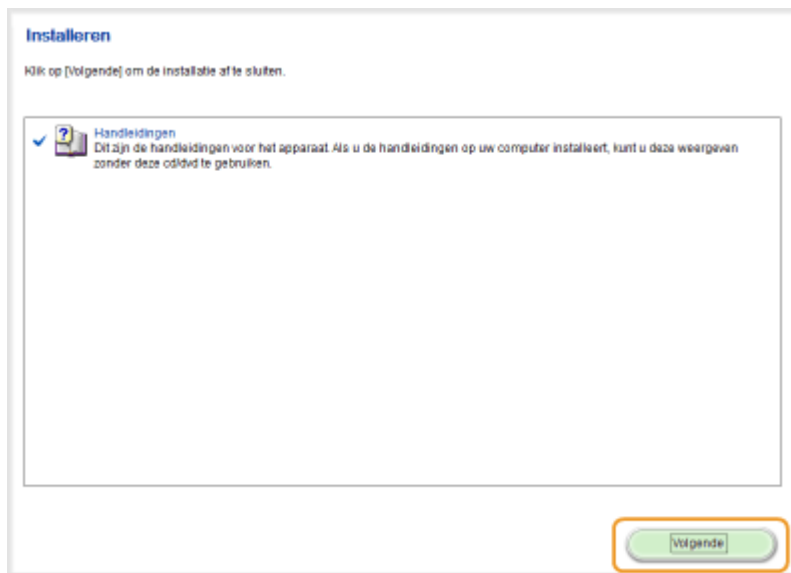 Installeren
Klik op [Volgende] om de installatie af te sluiten.
Handleidingen
Dit zijn de handleidingen voor het apparaat. Als u de handleidingen op uw computer installeert, kunt u deze weergeven
zonder deze cd/dvd te gebruiken.
Volgende